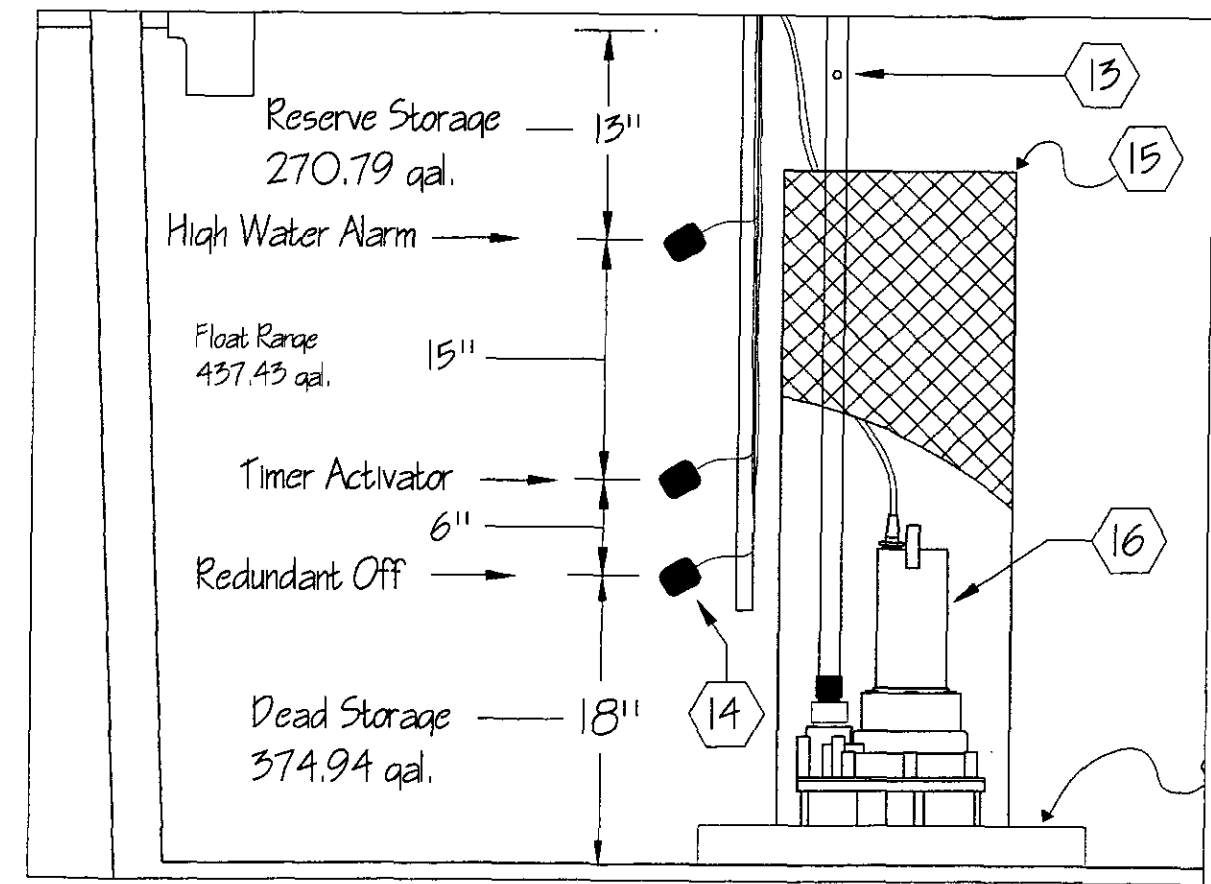 13
Reserve Storage
13"
270.79 gal.
15
High Water Alarm
Float Range
15"
437.43 gal.
Timer Activator
6"
16
Redundant Off
14
Dead Storage
18"
374.94 gal.